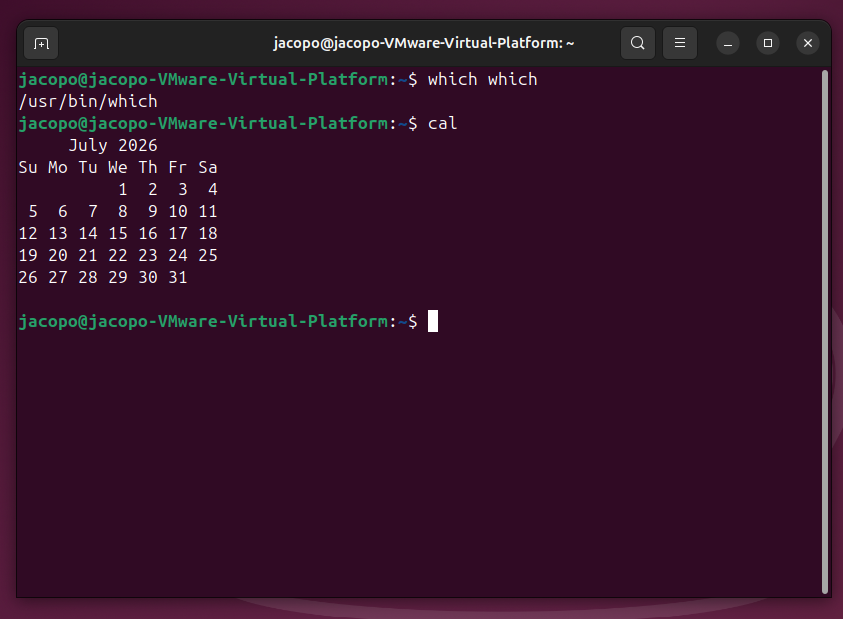 jacopo@jacopo-VMware-Virtual-Platform: ~
jacopo@jacopo-VMware-Virtual-Platform:~$ which which
/usr/bin/which
jacopo@jacopo-VMware-Virtual-Platform:~$ cal
     July 2026
Su Mo Tu We Th Fr Sa
          1  2  3  4
 5  6  7  8  9 10 11
12 13 14 15 16 17 18
19 20 21 22 23 24 25
26 27 28 29 30 31
jacopo@jacopo-VMware-Virtual-Platform:~$